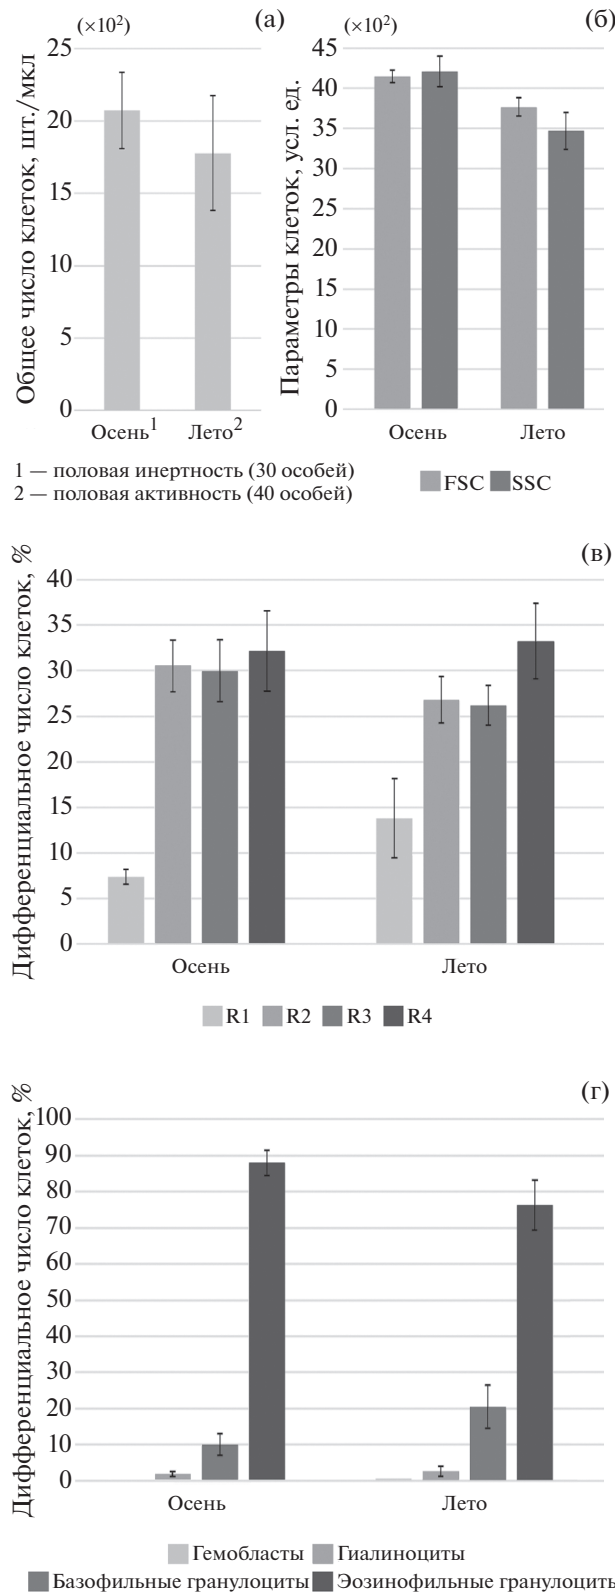 (×10²) (а)
Общее число клеток, шт./мкл
25
20
15
10
5
0
Осень¹ Лето²
1 — половая инертность (30 особей)
2 — половая активность (40 особей)
(×10²) (б)
Параметры клеток, усл. ед.
45
40
35
30
25
20
15
10
5
0
Осень Лето
FSC SSC
(в)
Дифференциальное число клеток, %
40
35
30
25
20
15
10
5
0
Осень Лето
R1 R2 R3 R4
(г)
Дифференциальное число клеток, %
100
90
80
70
60
50
40
30
20
10
0
Осень Лето
Гемобласты Гиалиноциты
Базофильные гранулоциты Эозинофильные гранулоциты